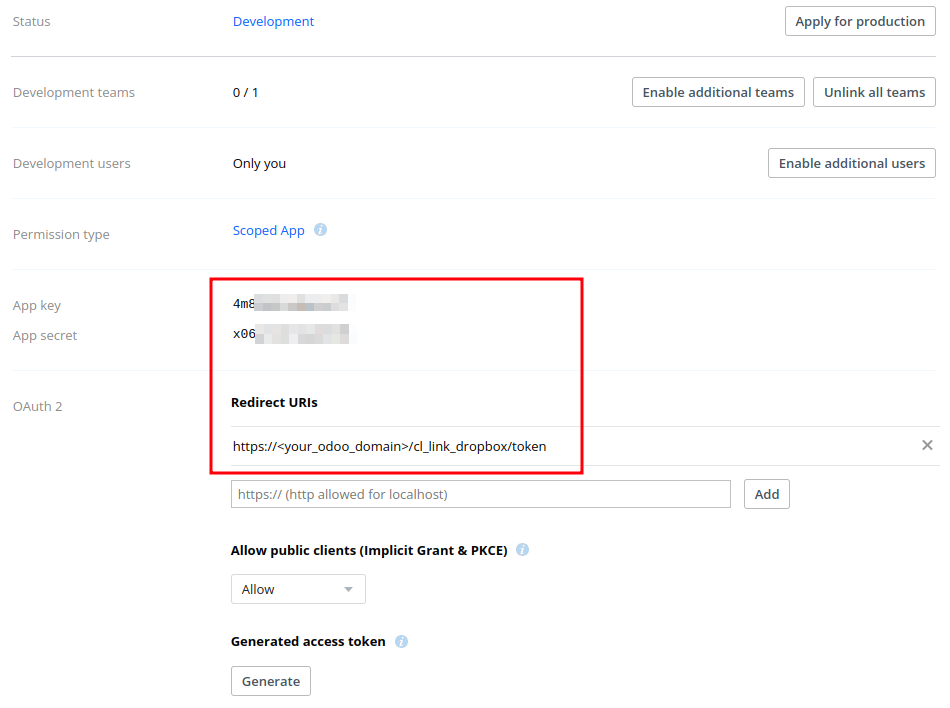 Status Development Apply for production
Development teams 0 / 1 Enable additional teams Unlink all teams
Development users Only you Enable additional users
Permission type Scoped App i
App key 4m8
App secret x06
OAuth 2 Redirect URIs
https://<your_odoo_domain>/cl_link_dropbox/token ×
https:// (http allowed for localhost) Add
Allow public clients (Implicit Grant & PKCE) i
Allow
Generated access token i
Generate